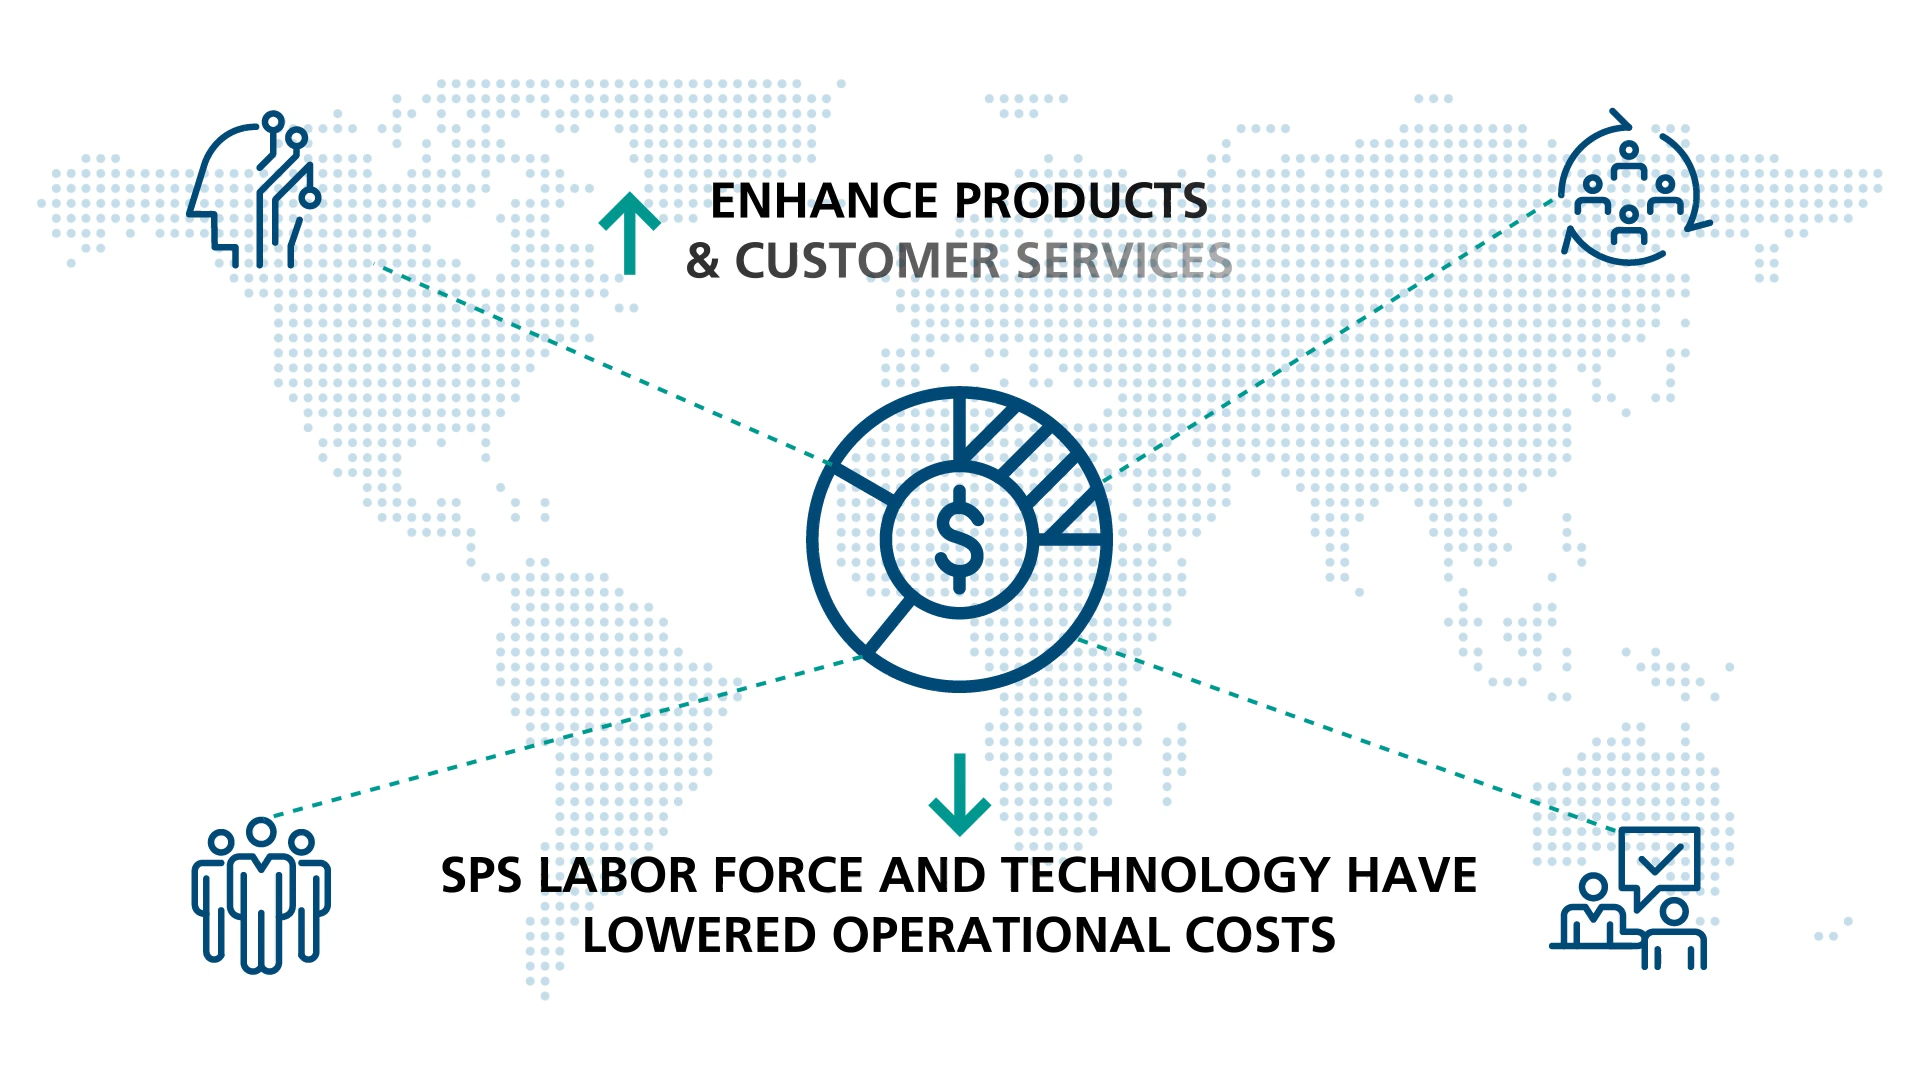 ENHANCE PRODUCTS
& CUSTOMER SERVICES
$
SPS LABOR FORCE AND TECHNOLOGY HAVE
LOWERED OPERATIONAL COSTS